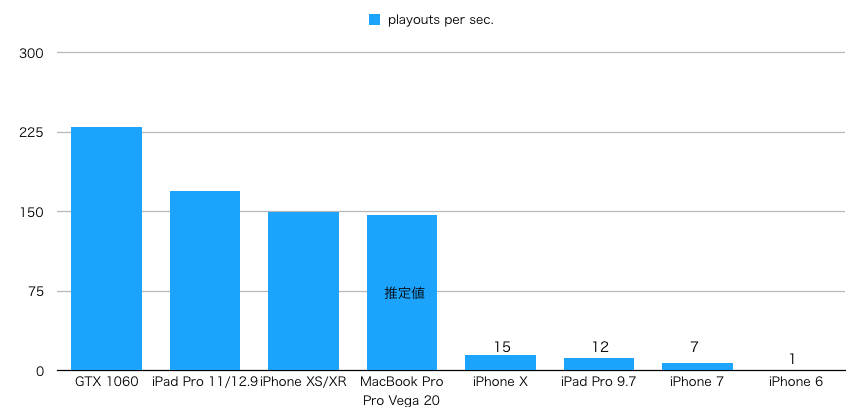 playouts per sec.
300
225
150
75
0
推定値
15
12
7
1
GTX 1060
iPad Pro 11/12.9
iPhone XS/XR
MacBook Pro
Pro Vega 20
iPhone X
iPad Pro 9.7
iPhone 7
iPhone 6